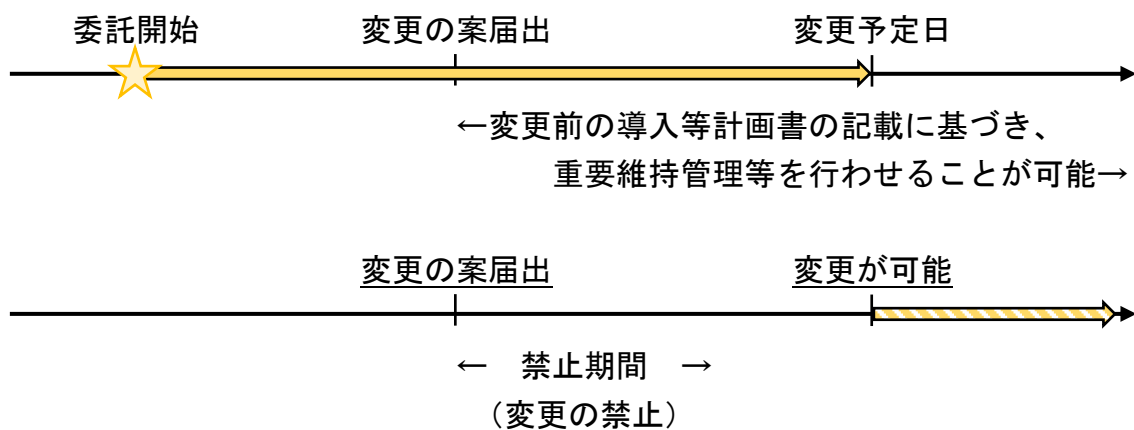 委託開始 変更の案届出 変更予定日
←変更前の導入等計画書の記載に基づき、
重要維持管理等を行わせることが可能→
変更の案届出 変更が可能
← 禁止期間 →
（変更の禁止）